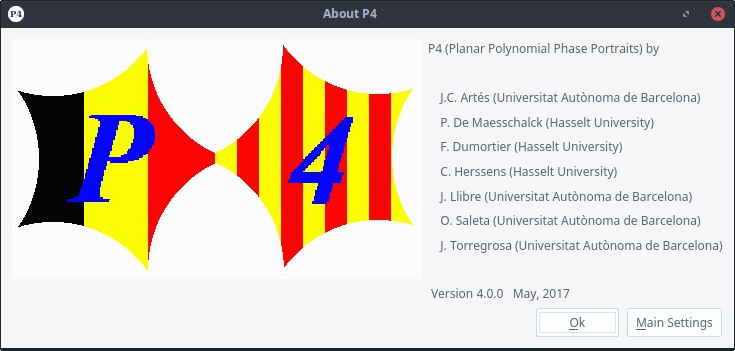 P4
About P4
P 4
P4 (Planar Polynomial Phase Portraits) by
J.C. Artés (Universitat Autònoma de Barcelona)
P. De Maesschalck (Hasselt University)
F. Dumortier (Hasselt University)
C. Herssens (Hasselt University)
J. Llibre (Universitat Autònoma de Barcelona)
O. Saleta (Universitat Autònoma de Barcelona)
J. Torregrosa (Universitat Autònoma de Barcelona)
Version 4.0.0 May, 2017
Ok
Main Settings